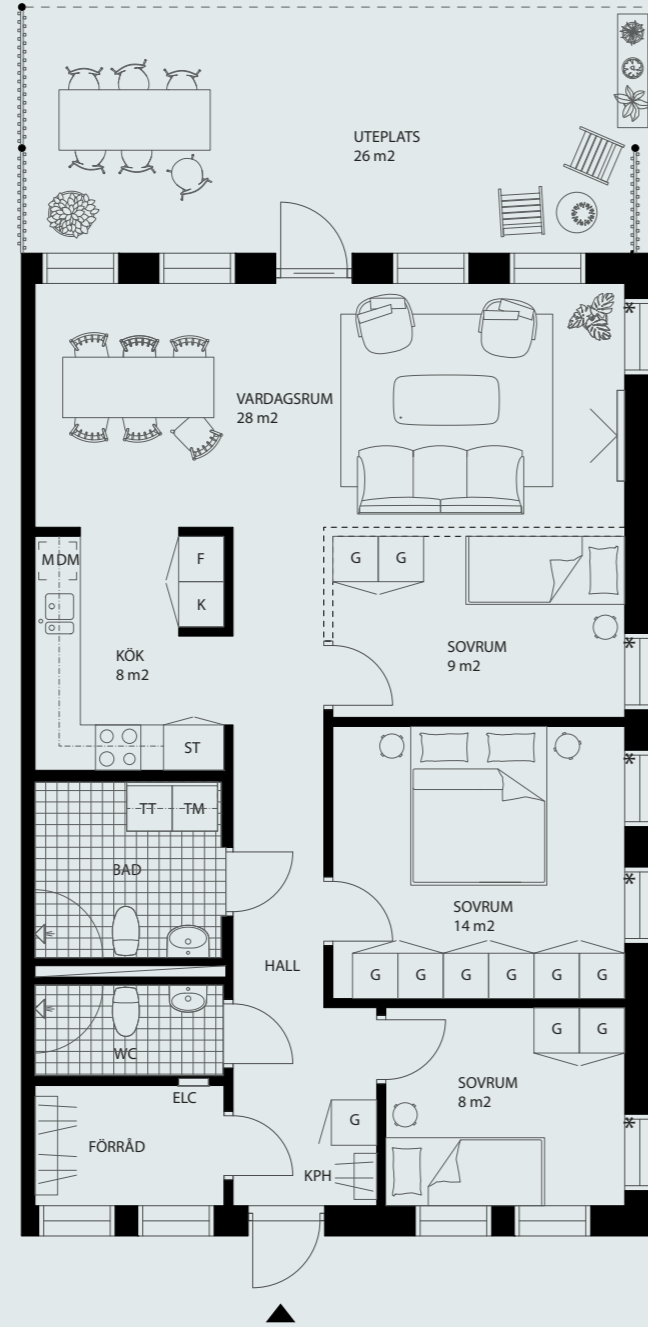 UTEPLATS
26 m2
*
VARDAGSRUM
28 m2
M DM
F
K
G G
KÖK
8 m2
SOVRUM
9 m2
*
ST
*
TT TM
BAD
*
SOVRUM
14 m2
HALL
G G G G G G
WC
G G
ELC
SOVRUM
8 m2
FÖRRÅD
G
*
KPH